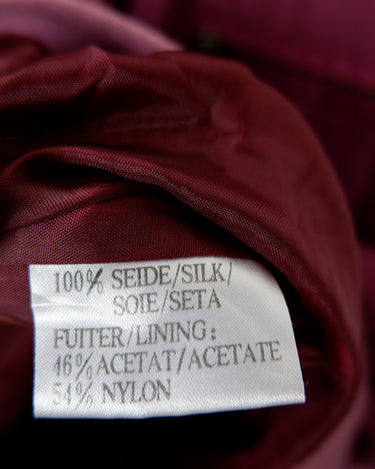 100% SEIDE/SILK/
SOIE/SETA
FUITER/LINING:
46% ACETAT/ACETATE
54% NYLON